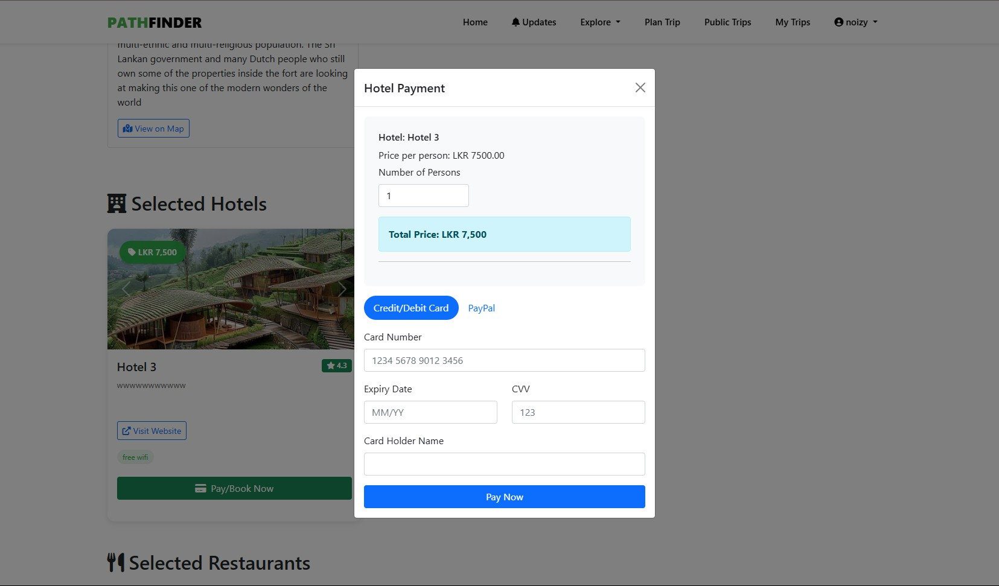 PATHFINDER
Home
Updates
Explore
Plan Trip
Public Trips
My Trips
noizy
multi-ethnic and multi-religious population. The Sri
Lankan government and many Dutch people who still
own some of the properties inside the fort are looking
at making this one of the modern wonders of the
world
View on Map
Selected Hotels
LKR 7,500
Hotel 3
4.3
wwwwwwwwwww
Visit Website
free wifi
Pay/Book Now
Selected Restaurants
Hotel Payment
Hotel: Hotel 3
Price per person: LKR 7500.00
Number of Persons
1
Total Price: LKR 7,500
Credit/Debit Card
PayPal
Card Number
1234 5678 9012 3456
Expiry Date
CVV
MM/YY
123
Card Holder Name
Pay Now